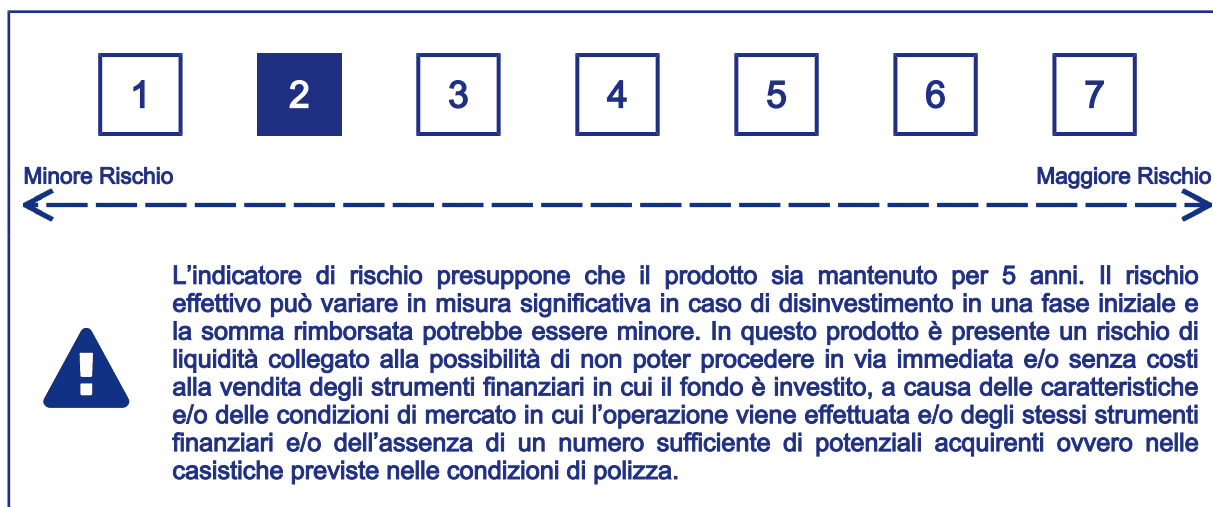 1 2 3 4 5 6 7
Minore Rischio Maggiore Rischio
L'indicatore di rischio presuppone che il prodotto sia mantenuto per 5 anni. Il rischio
effettivo può variare in misura significativa in caso di disinvestimento in una fase iniziale e
la somma rimborsata potrebbe essere minore. In questo prodotto è presente un rischio di
liquidità collegato alla possibilità di non poter procedere in via immediata e/o senza costi
alla vendita degli strumenti finanziari in cui il fondo è investito, a causa delle caratteristiche
e/o delle condizioni di mercato in cui l'operazione viene effettuata e/o degli stessi strumenti
finanziari e/o dell'assenza di un numero sufficiente di potenziali acquirenti ovvero nelle
casistiche previste nelle condizioni di polizza.